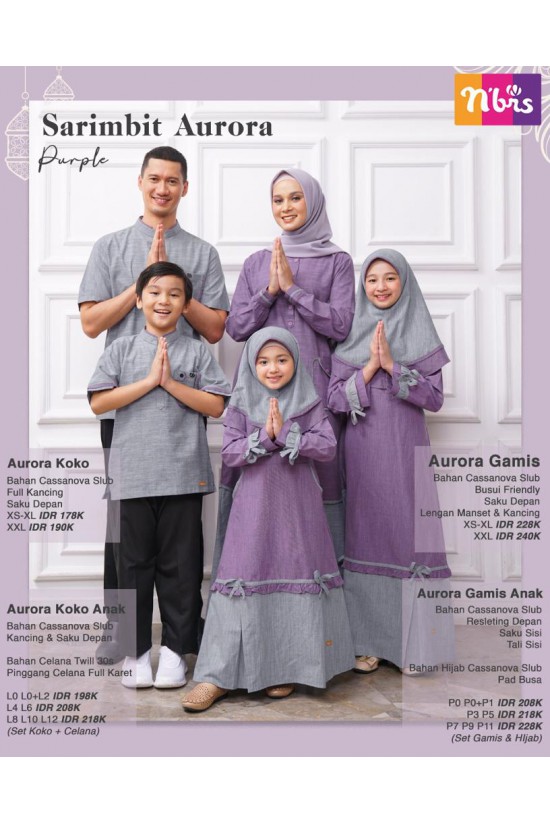 n'brs
Sarimbit Aurora
Purple
Aurora Koko
Bahan Cassanova Slub
Full Kancing
Saku Depan
XS-XL IDR 178K
XXL IDR 190K
Aurora Gamis
Bahan Cassanova Slub
Busui Friendly
Saku Depan
Lengan Manset & Kancing
XS-XL IDR 228K
XXL IDR 240K
Aurora Koko Anak
Bahan Cassanova Slub
Kancing & Saku Depan
Bahan Celana Twill 30s
Pinggang Celana Full Karet
L0 L0+L2 IDR 198K
L4 L6 IDR 208K
L8 L10 L12 IDR 218K
(Set Koko + Celana)
Aurora Gamis Anak
Bahan Cassanova Slub
Resleting Depan
Saku Sisi
Tali Sisi
Bahan Hijab Cassanova Slub
Pad Busa
P0 P0+P1 IDR 208K
P3 P5 IDR 218K
P7 P9 P11 IDR 228K
(Set Gamis & HIjab)